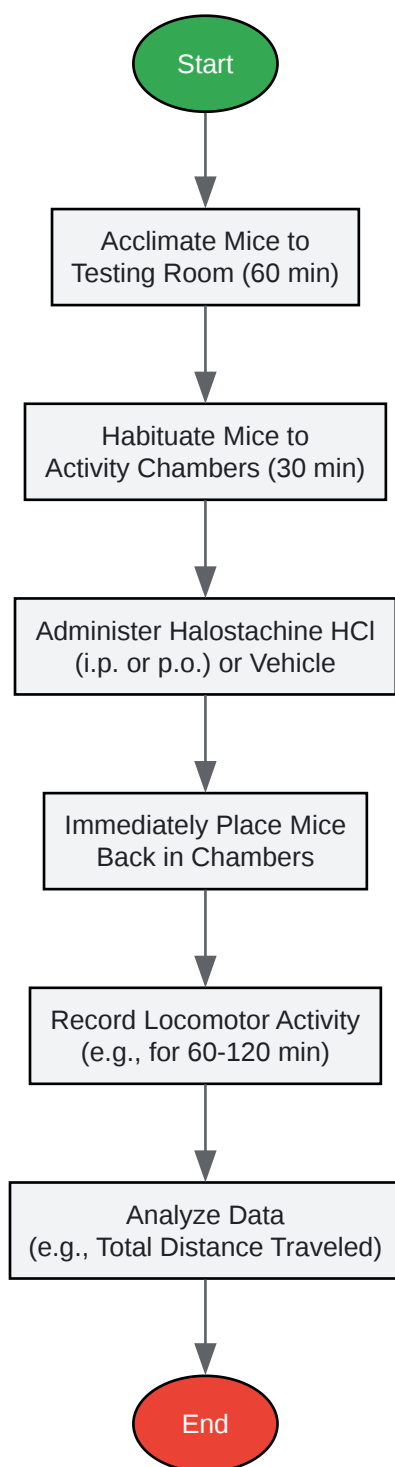 Start
Acclimate Mice to
Testing Room (60 min)
Habituate Mice to
Activity Chambers (30 min)
Administer Halostachine HCl
(i.p. or p.o.) or Vehicle
Immediately Place Mice
Back in Chambers
Record Locomotor Activity
(e.g., for 60-120 min)
Analyze Data
(e.g., Total Distance Traveled)
End